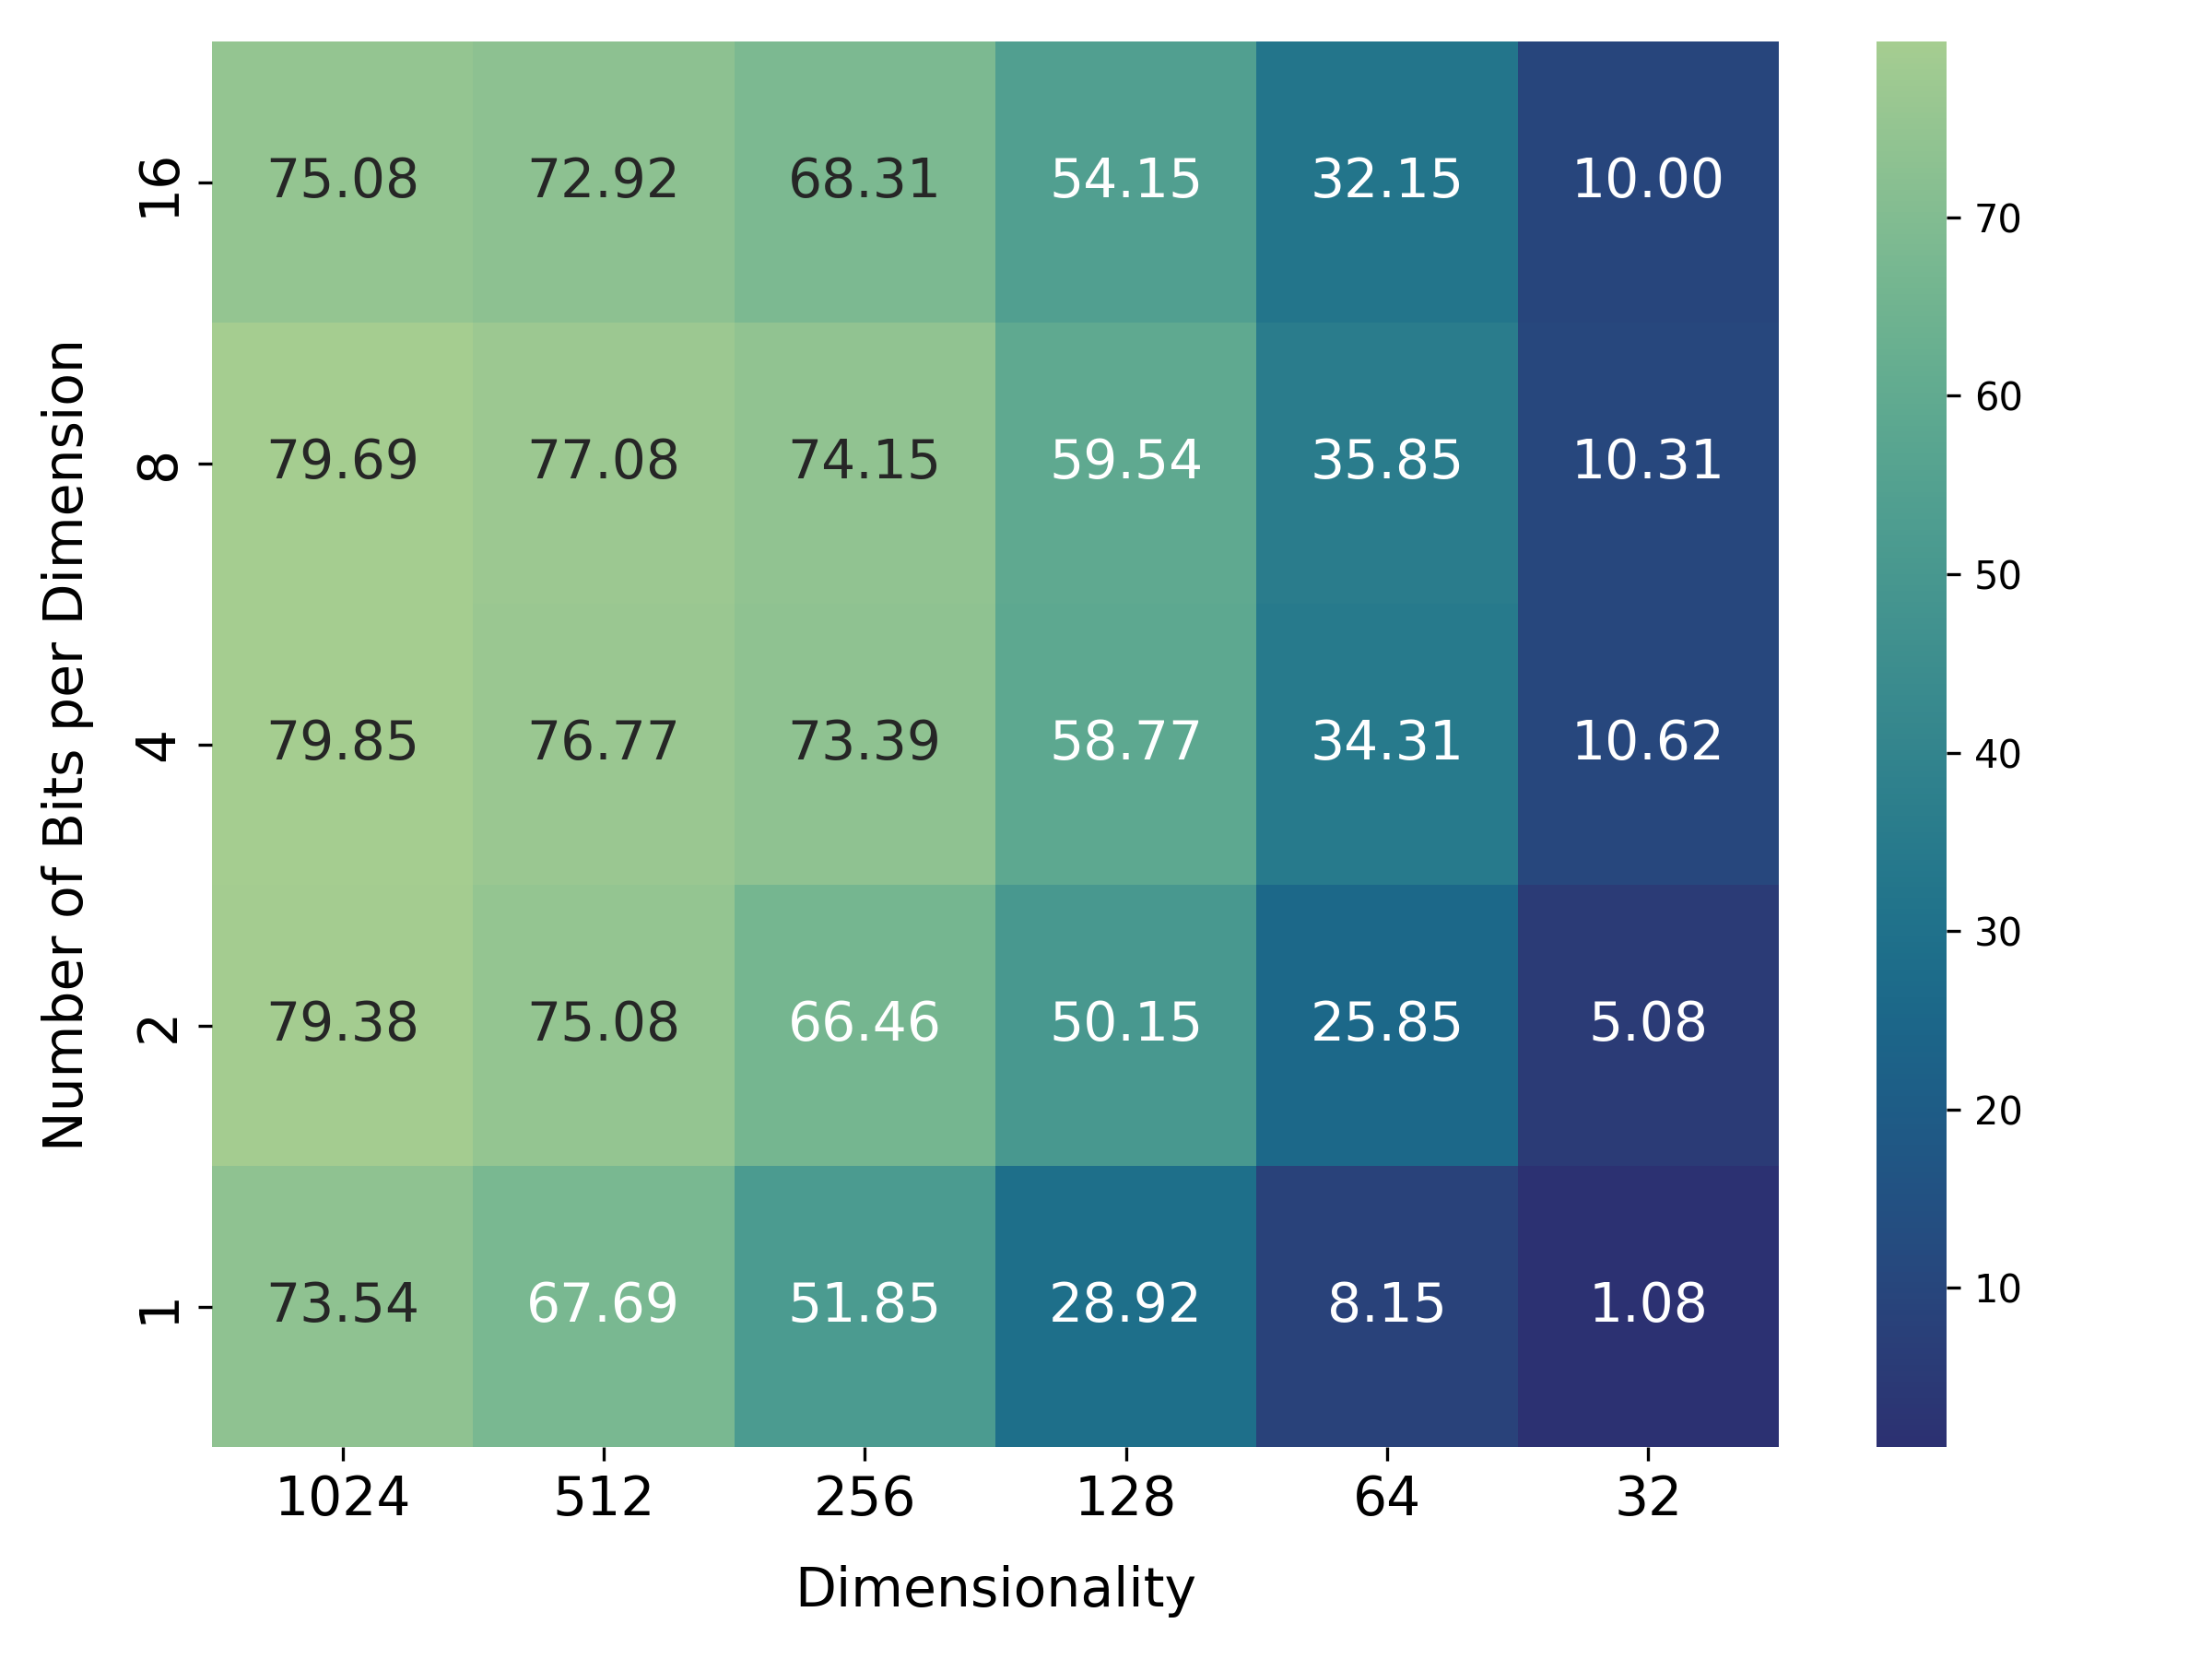 Number of Bits per Dimension
16 75.08 72.92 68.31 54.15 32.15 10.00
8 79.69 77.08 74.15 59.54 35.85 10.31
4 79.85 76.77 73.39 58.77 34.31 10.62
2 79.38 75.08 66.46 50.15 25.85 5.08
1 73.54 67.69 51.85 28.92 8.15 1.08
1024 512 256 128 64 32
Dimensionality
70
60
50
40
30
20
10